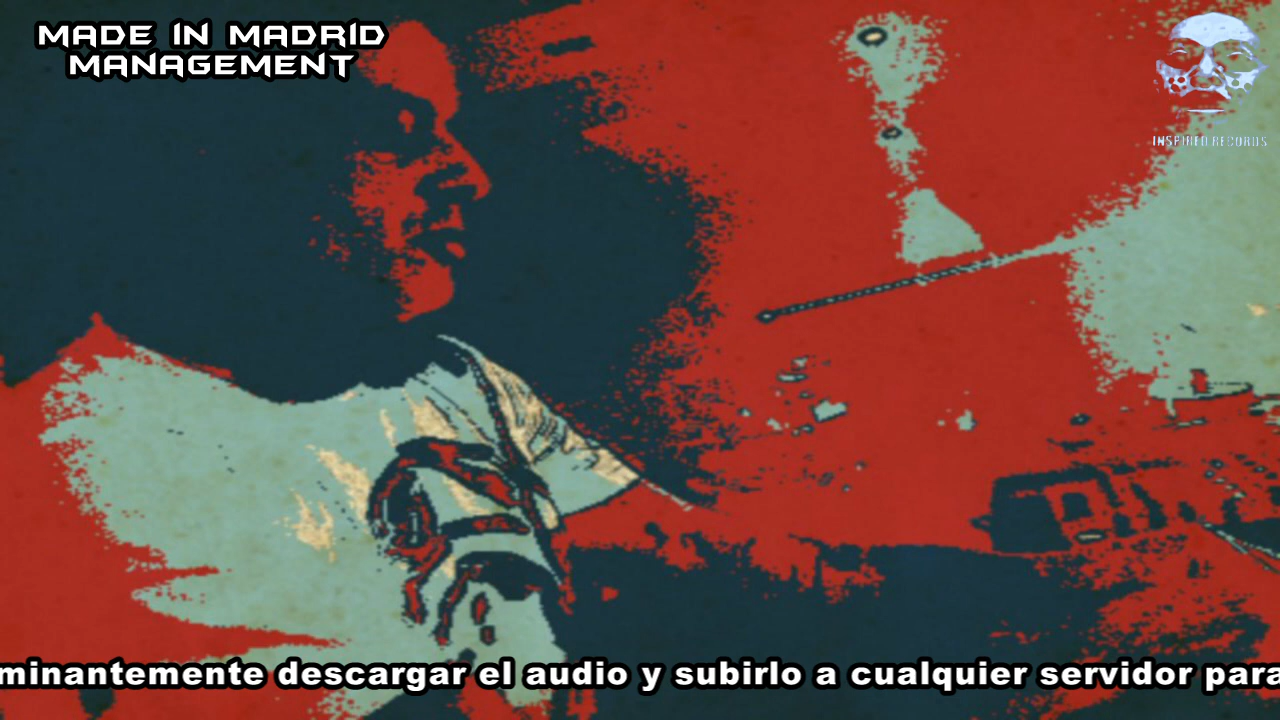 MADE IN MADRID
MANAGEMENT
INSPIRED RECORDS
minantemente descargar el audio y subirlo a cualquier servidor para